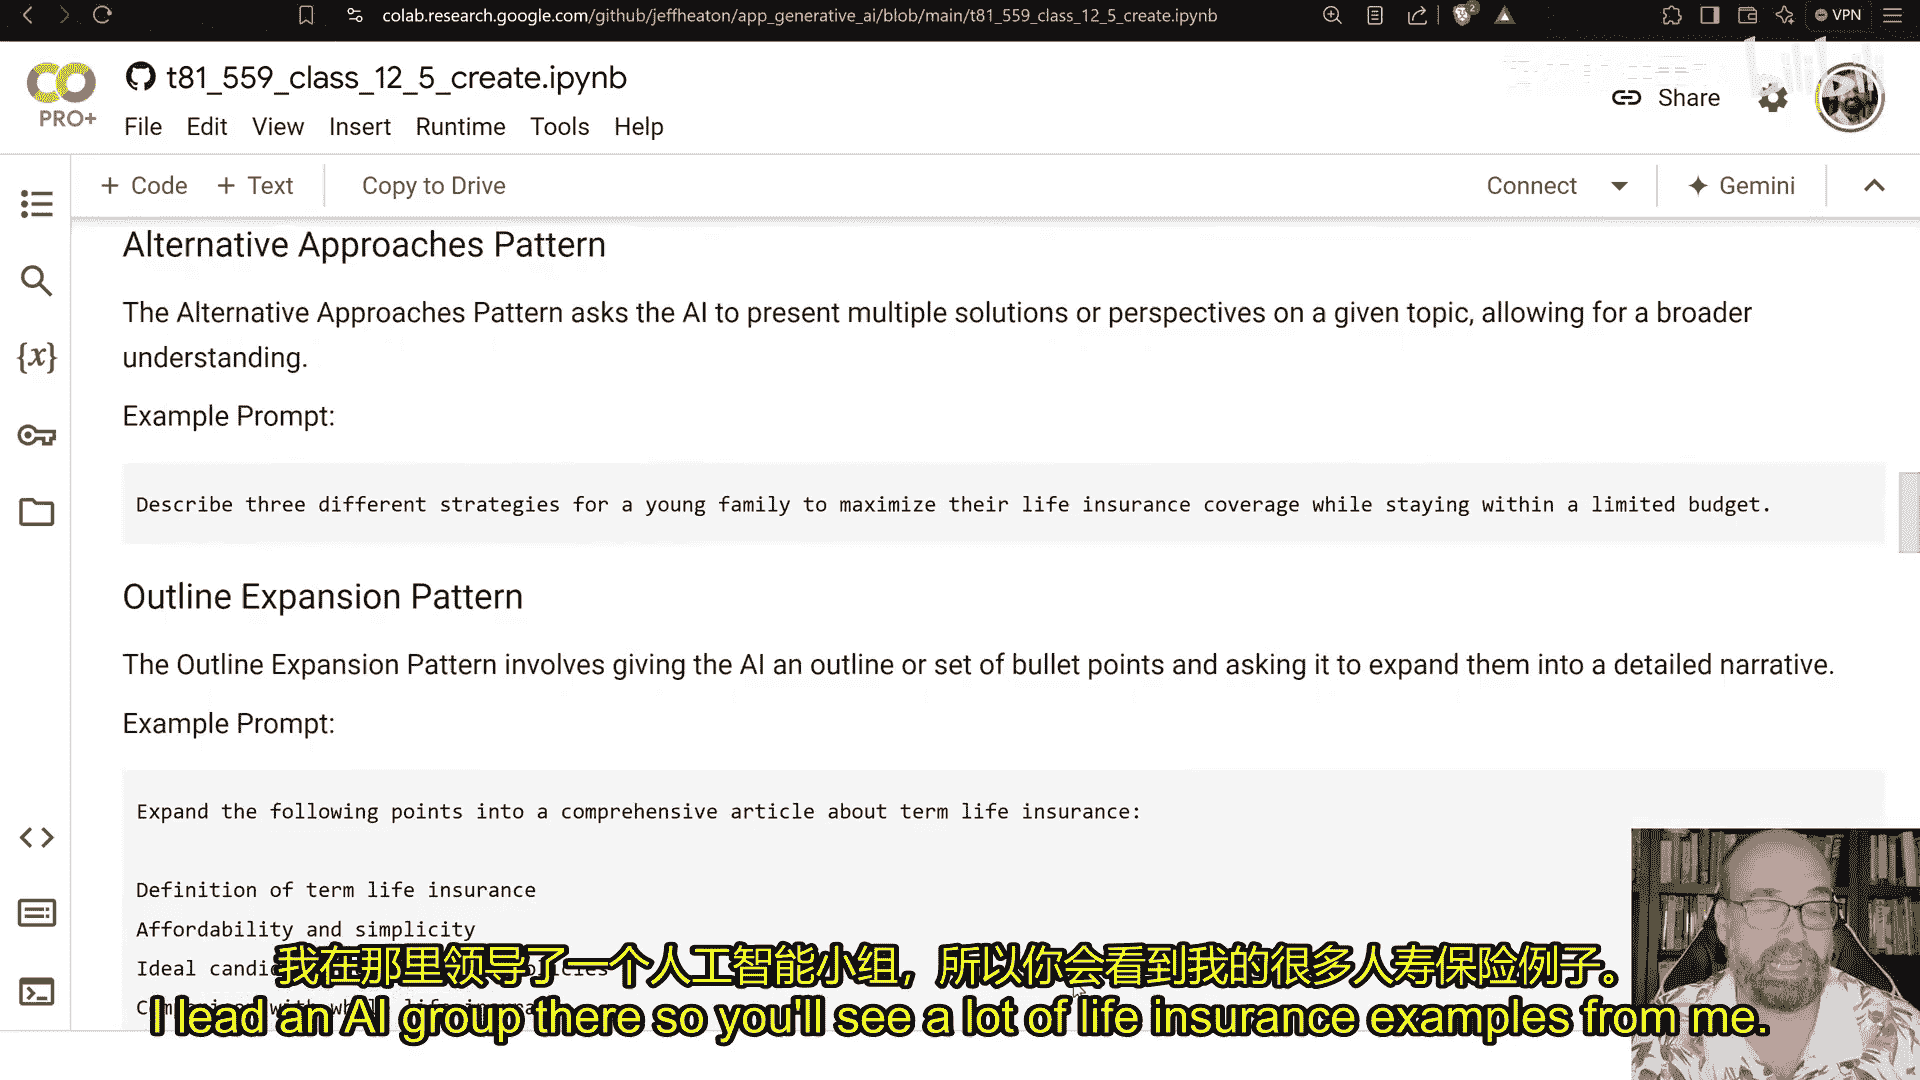 colab.research.google.com/github/jeffheaton/app_generative_ai/blob/main/t81_559_class_12_5_create.ipynb
2
VPN
t81_559_class_12_5_create.ipynb
PRO+
File Edit View Insert Runtime Tools Help
Share
+ Code + Text Copy to Drive
Connect
Gemini
Alternative Approaches Pattern
The Alternative Approaches Pattern asks the AI to present multiple solutions or perspectives on a given topic, allowing for a broader
understanding.
Example Prompt:
Describe three different strategies for a young family to maximize their life insurance coverage while staying within a limited budget.
Outline Expansion Pattern
The Outline Expansion Pattern involves giving the AI an outline or set of bullet points and asking it to expand them into a detailed narrative.
Example Prompt:
Expand the following points into a comprehensive article about term life insurance:
Definition of term life insurance
Affordability and simplicity
Ideal
我在那里领导了一个人工智能小组，所以你会看到我的很多人寿保险例子。
I lead an AI group there so you'll see a lot of life insurance examples from me.